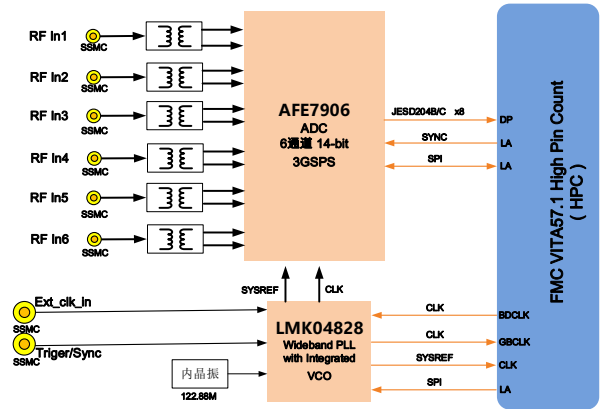 RF In1
SSMC
RF In2
SSMC
RF In3
SSMC
RF In4
SSMC
RF In5
SSMC
RF In6
SSMC
AFE7906
ADC
6通道 14-bit
3GSPS
JESD204B/C x8
SYNC
SPI
DP
LA
LA
FMC VITA57.1 High Pin Count
( HPC )
SYSREF
CLK
Ext_clk_in
SSMC
Triger/Sync
SSMC
内晶振
122.88M
LMK04828
Wideband PLL
with Integrated
VCO
CLK
CLK
SYSREF
SPI
BDCLK
GBCLK
CLK
LA